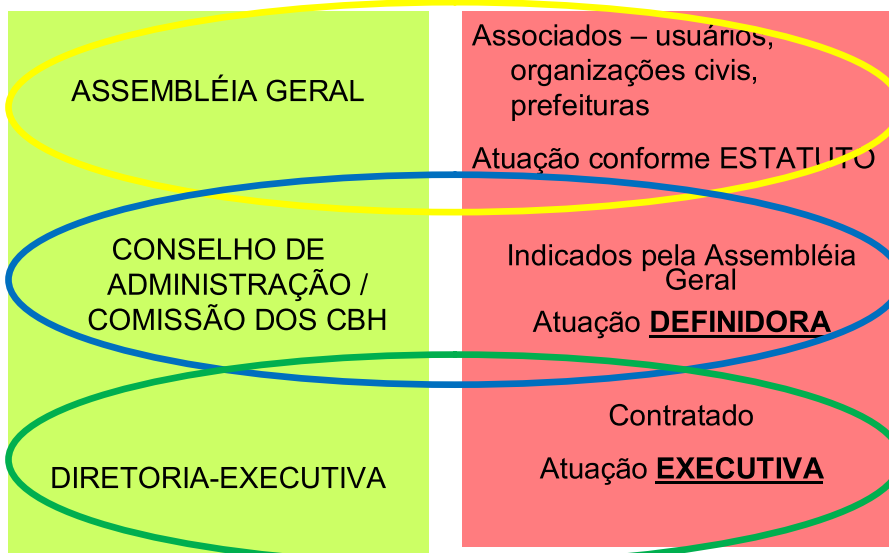 ASSEMBLÉIA GERAL
Associados – usuários,
organizações civis,
prefeituras
Atuação conforme ESTATUTO
CONSELHO DE
ADMINISTRAÇÃO /
COMISSÃO DOS CBH
Indicados pela Assembléia
Geral
Atuação DEFINIDORA
DIRETORIA-EXECUTIVA
Contratado
Atuação EXECUTIVA